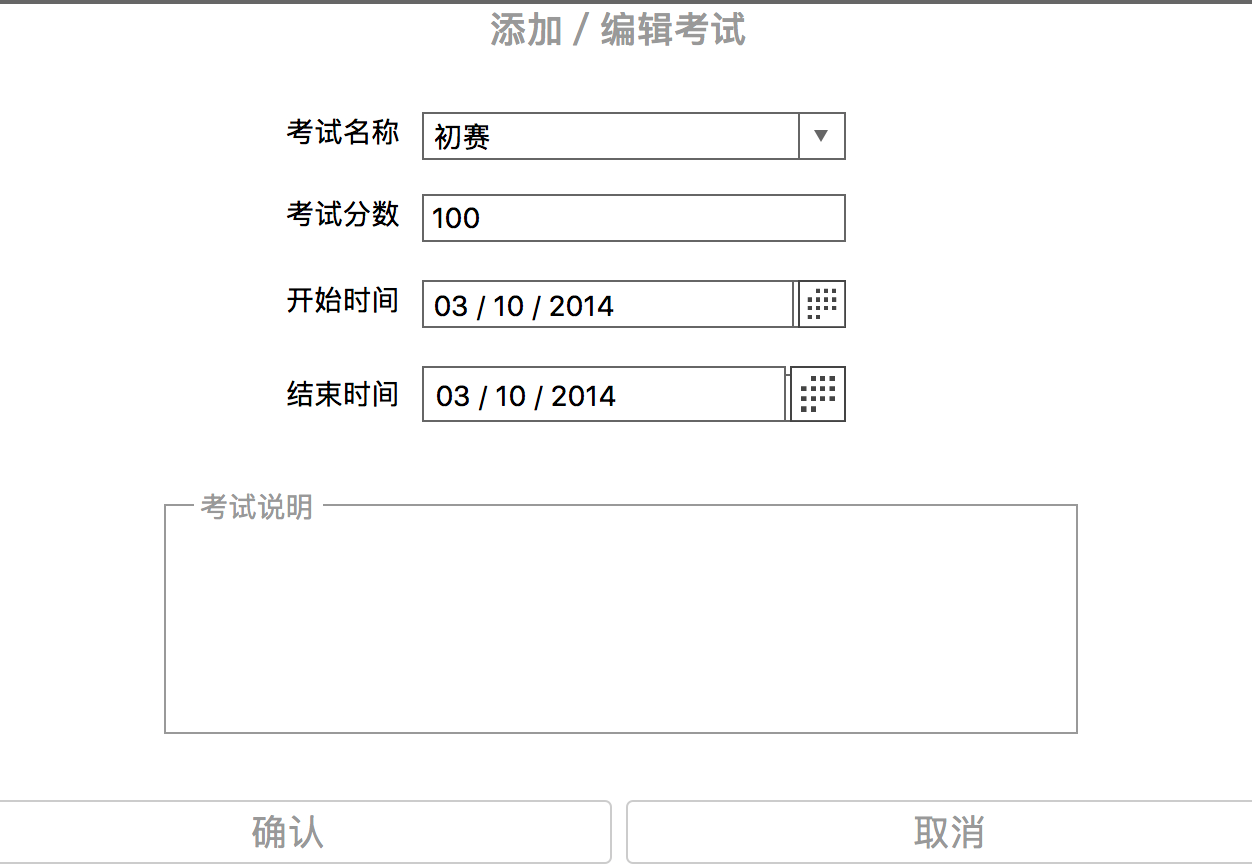 添加 / 编辑考试
考试名称 初赛
考试分数 100
开始时间 03 / 10 / 2014
结束时间 03 / 10 / 2014
考试说明
确认 取消